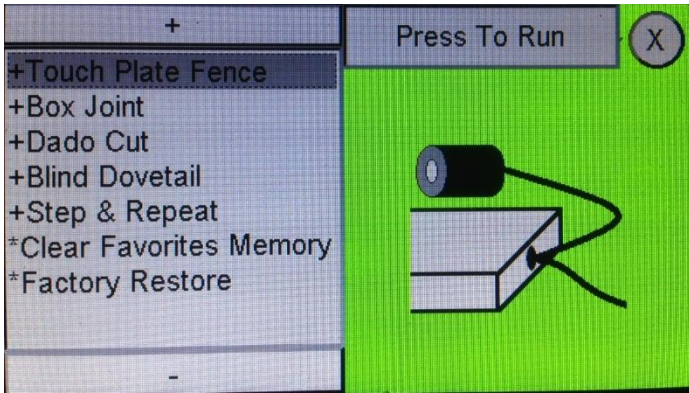 +
+Touch Plate Fence
+Box Joint
+Dado Cut
+Blind Dovetail
+Step & Repeat
*Clear Favorites Memory
*Factory Restore
-
Press To Run
X